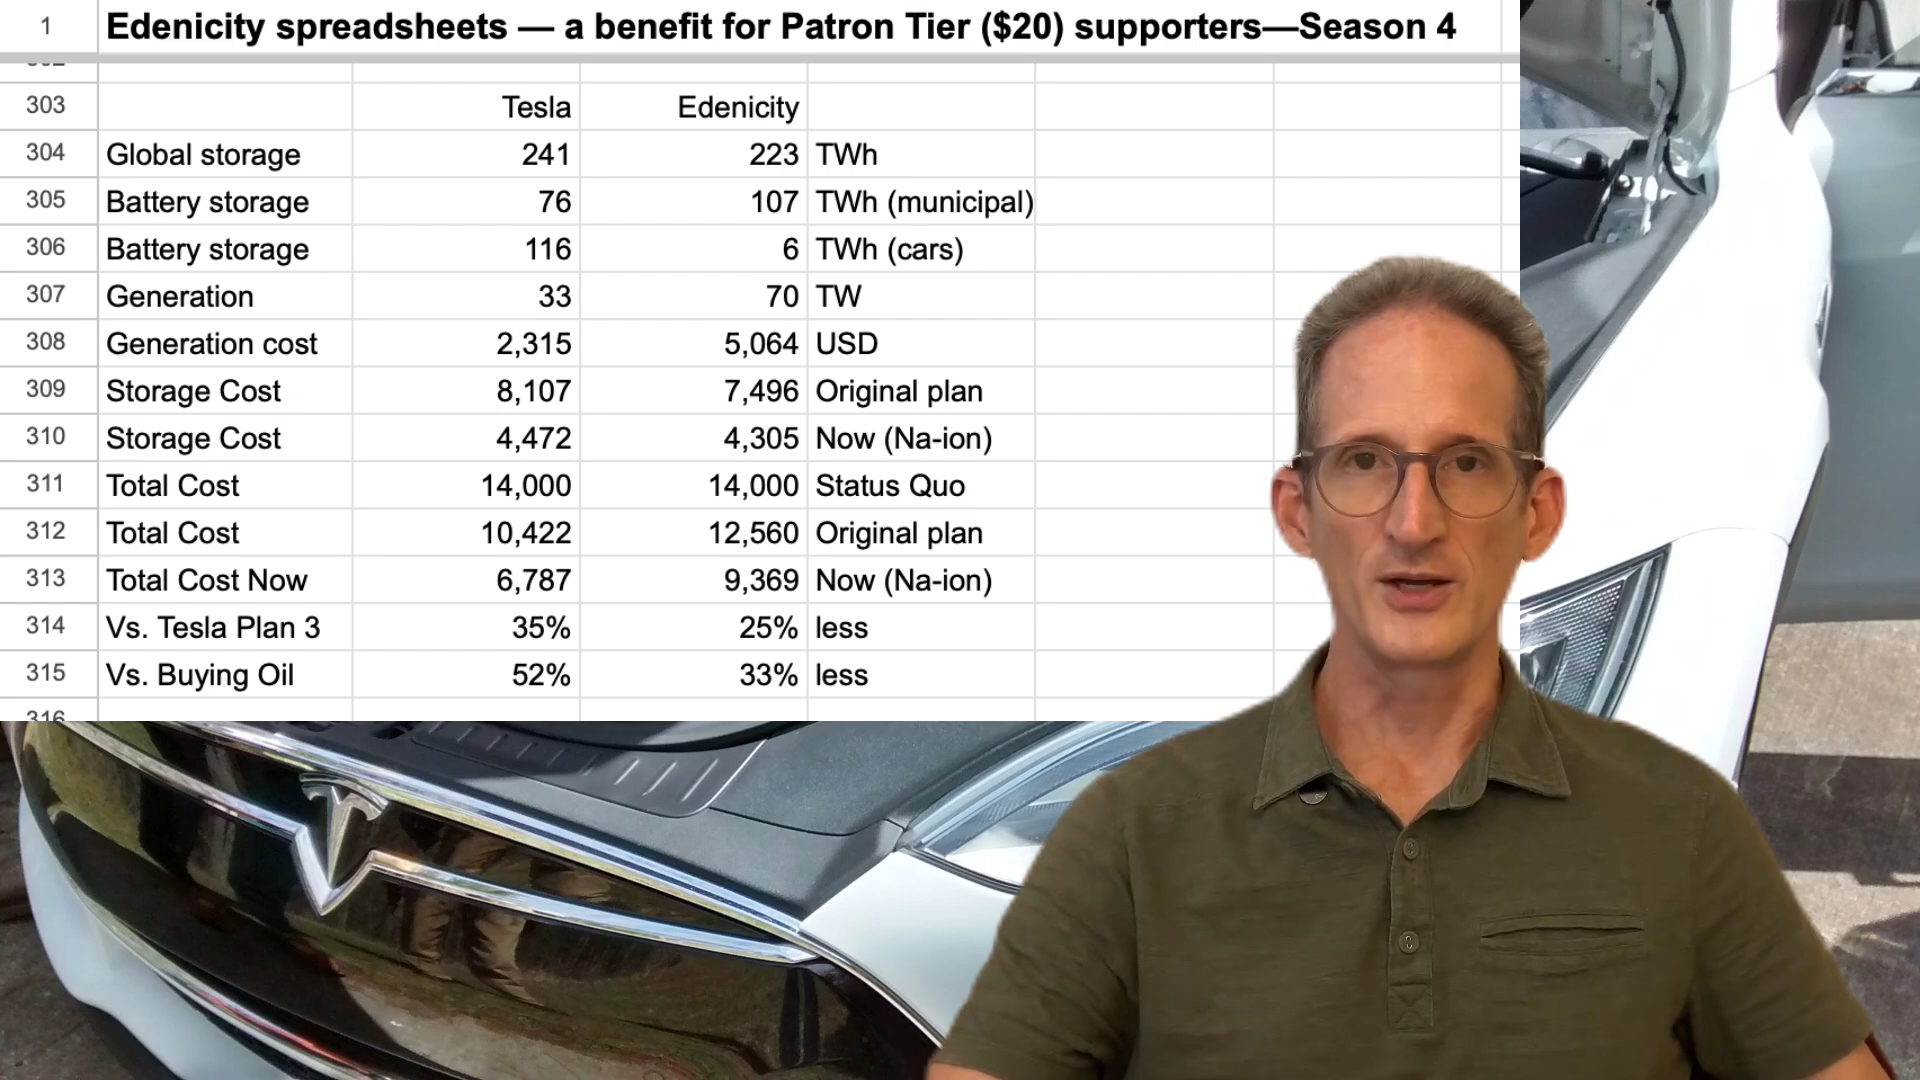 1 Edenicity spreadsheets — a benefit for Patron Tier ($20) supporters—Season 4
303 Tesla Edenicity
304 Global storage 241 223 TWh
305 Battery storage 76 107 TWh (municipal)
306 Battery storage 116 6 TWh (cars)
307 Generation 33 70 TW
308 Generation cost 2,315 5,064 USD
309 Storage Cost 8,107 7,496 Original plan
310 Storage Cost 4,472 4,305 Now (Na-ion)
311 Total Cost 14,000 14,000 Status Quo
312 Total Cost 10,422 12,560 Original plan
313 Total Cost Now 6,787 9,369 Now (Na-ion)
314 Vs. Tesla Plan 3 35% 25% less
315 Vs. Buying Oil 52% 33% less